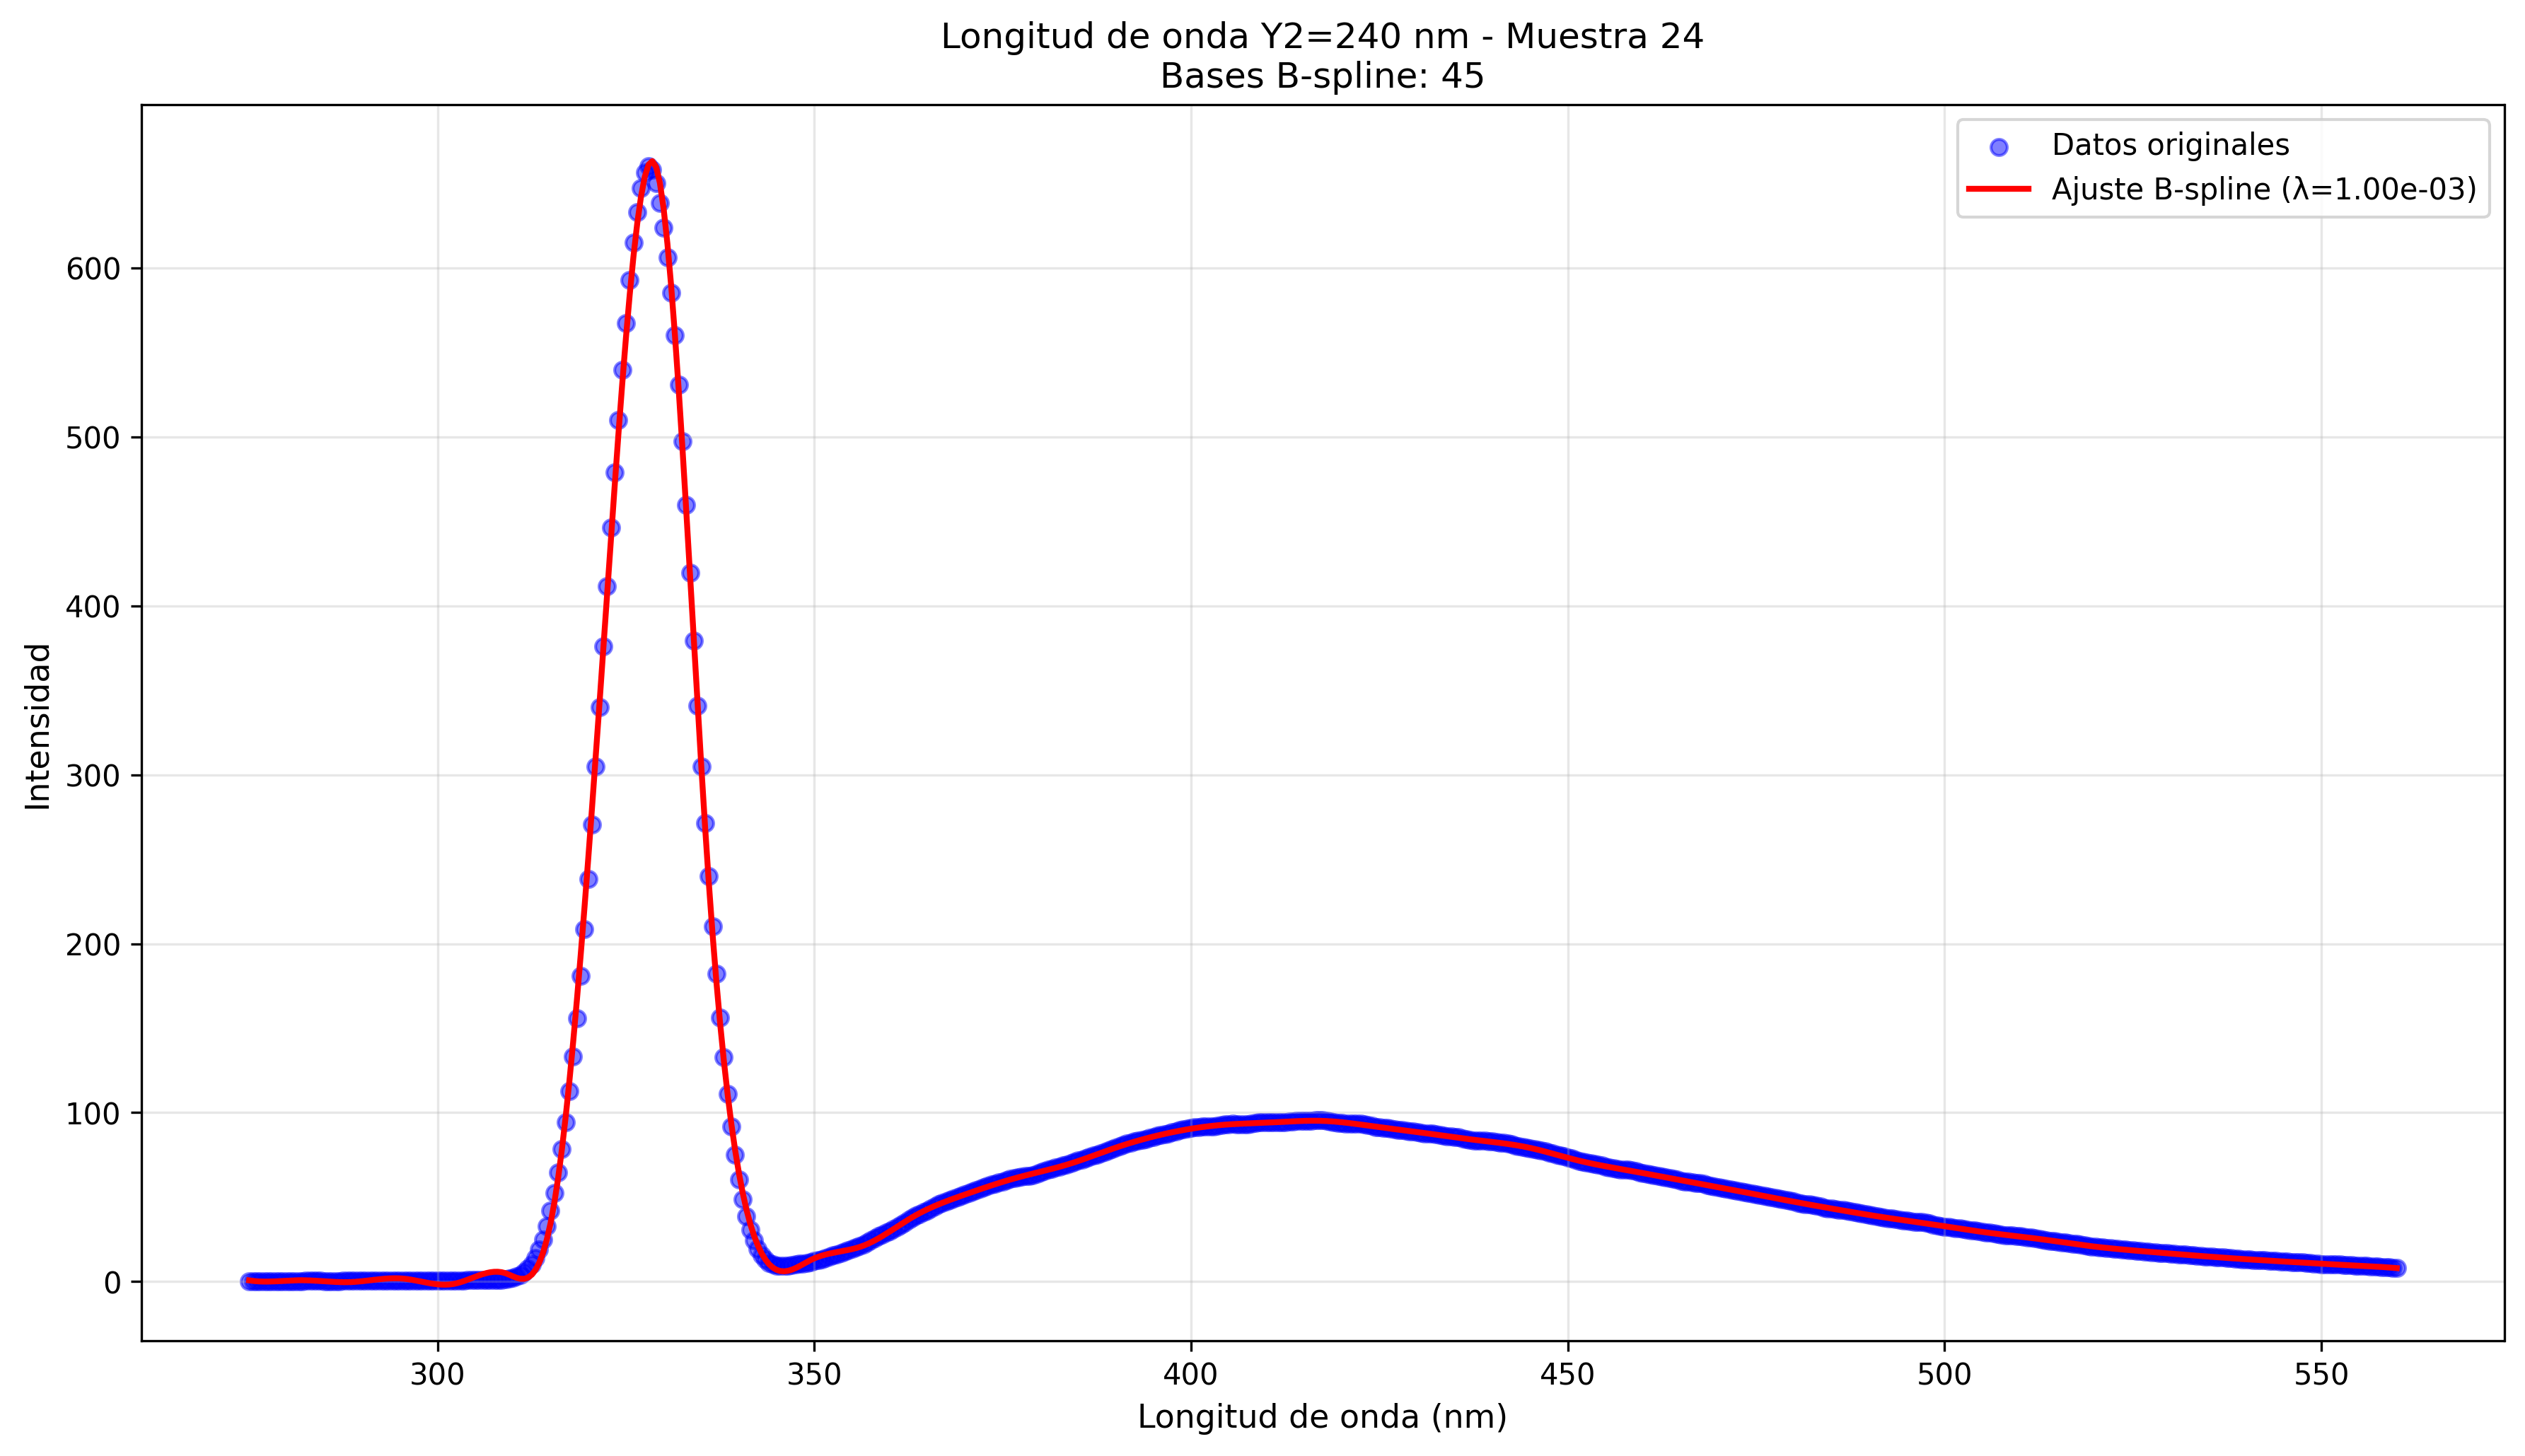 Longitud de onda Y2=240 nm - Muestra 24
Bases B-spline: 45
Datos originales
Ajuste B-spline (λ=1.00e-03)
Intensidad
600
500
400
300
200
100
0
300
350
400
450
500
550
Longitud de onda (nm)